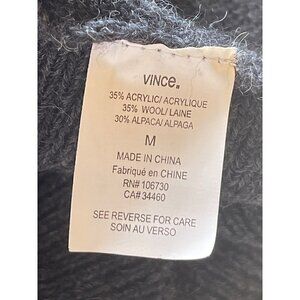 VINCE.
35% ACRYLIC/ ACRYLIQUE
35% WOOL/ LAINE
30% ALPACA/ ALPAGA
M
MADE IN CHINA
Fabriqué en CHINE
RN# 106730
CA# 34460
SEE REVERSE FOR CARE
SOIN AU VERSO